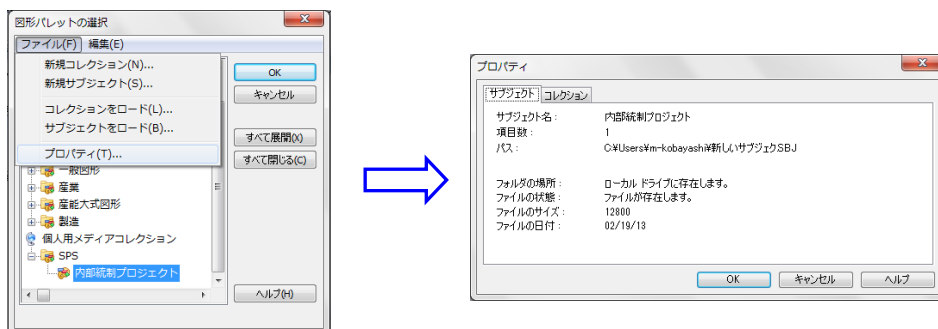 図形パレットの選択
ファイル(F) 編集(E)
新規コレクション(N)...
新規サブジェクト(S)...
コレクションをロード(L)...
サブジェクトをロード(B)...
プロパティ(T)...
一般図形
産業
産能大式図形
製造
個人用メディアコレクション
SPS
内部統制プロジェクト
OK
キャンセル
すべて展開(X)
すべて閉じる(C)
ヘルプ(H)
プロパティ
サブジェクト コレクション
サブジェクト名： 内部統制プロジェクト
項目数： 1
パス： C:¥Users¥m-kobayashi¥新しいサブジェクSBJ
フォルダの場所： ローカル ドライブに存在します。
ファイルの状態： ファイルが存在します。
ファイルのサイズ： 12800
ファイルの日付： 02/19/13
OK キャンセル ヘルプ